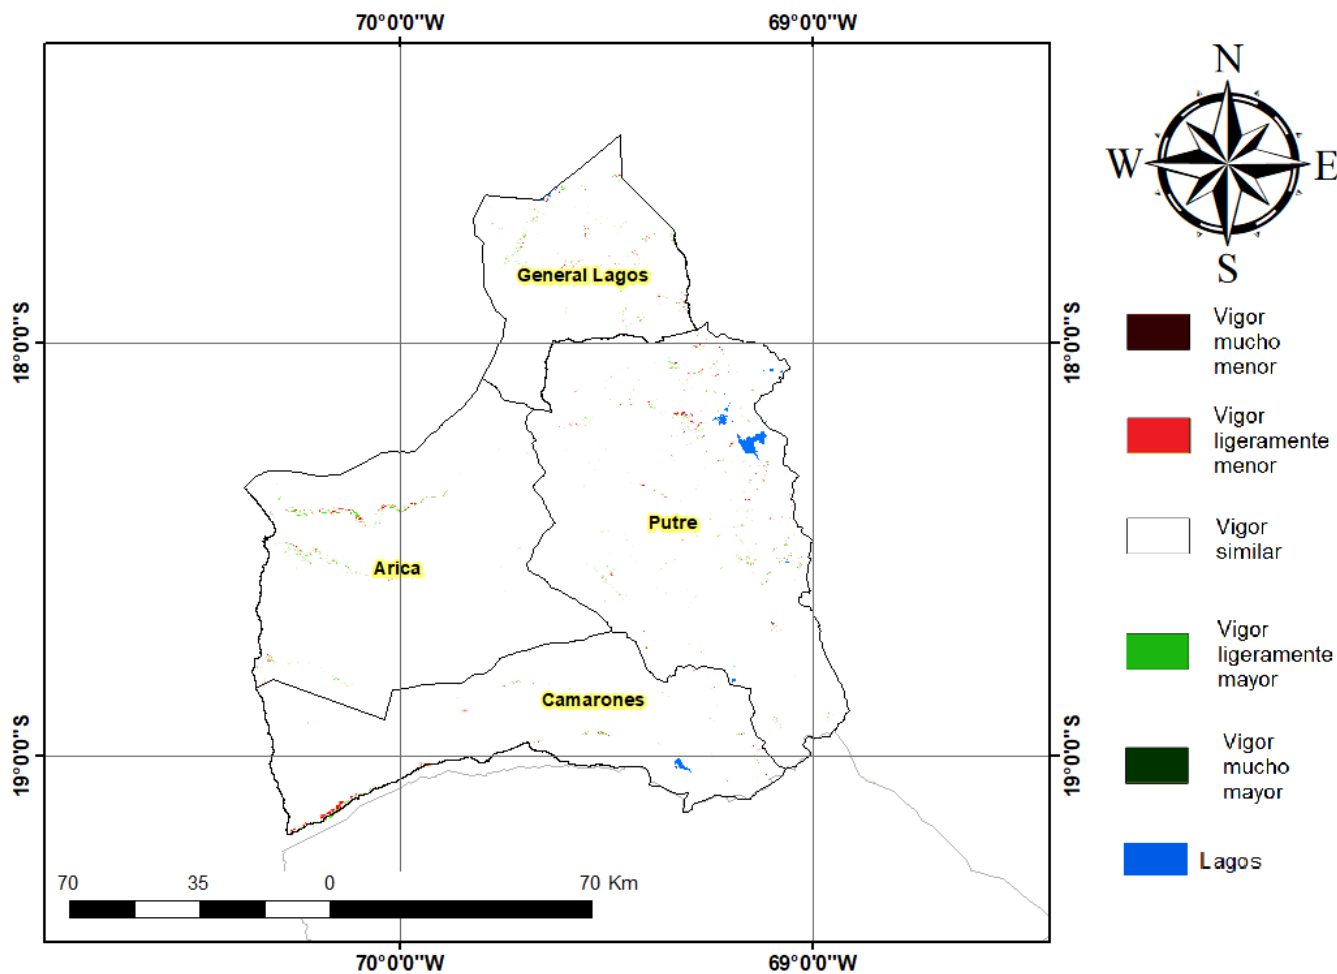 70°0'0"W
69°0'0"W
N
W
E
S
18°0'0"S
18°0'0"S
General Lagos
Putre
Arica
Camarones
19°0'0"S
19°0'0"S
Vigor
mucho
menor
Vigor
ligeramente
menor
Vigor
similar
Vigor
ligeramente
mayor
Vigor
mucho
mayor
Lagos
70
35
0
70 Km
70°0'0"W
69°0'0"W